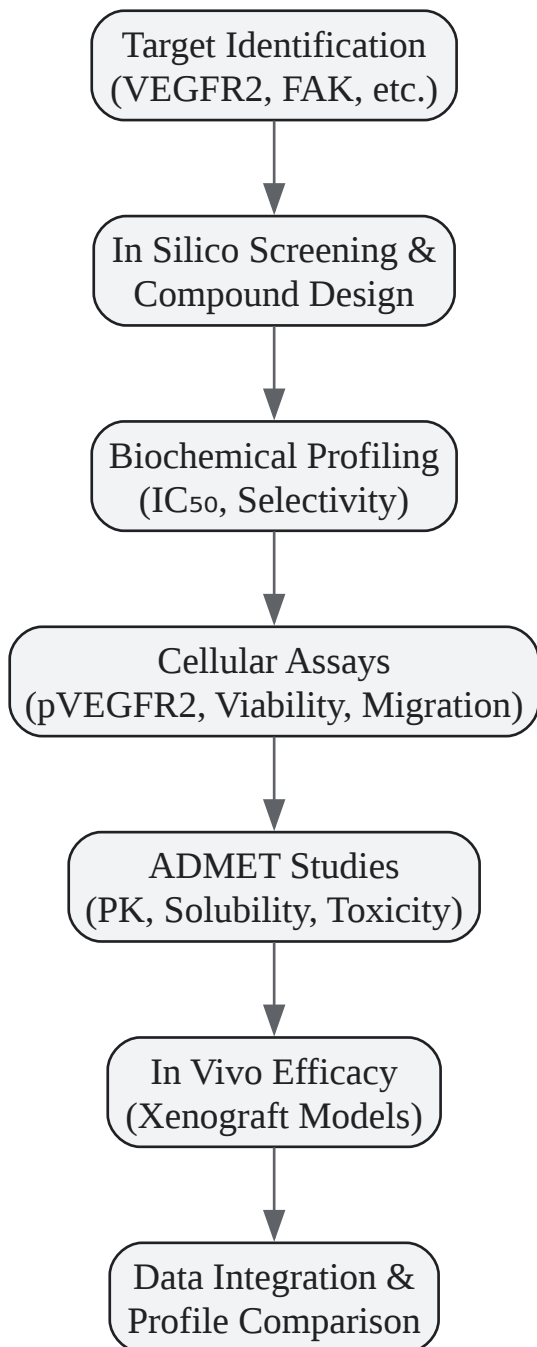 Target Identification
(VEGFR2, FAK, etc.)
In Silico Screening &
Compound Design
Biochemical Profiling
(IC₅₀, Selectivity)
Cellular Assays
(pVEGFR2, Viability, Migration)
ADMET Studies
(PK, Solubility, Toxicity)
In Vivo Efficacy
(Xenograft Models)
Data Integration &
Profile Comparison